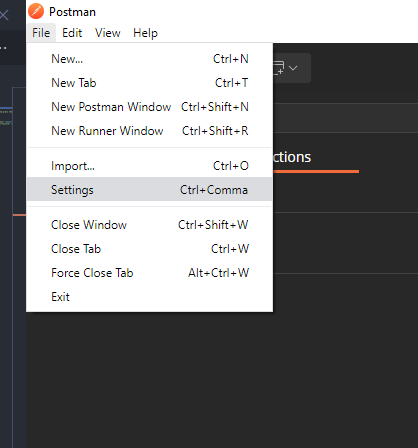 Postman
File Edit View Help
New... Ctrl+N
New Tab Ctrl+T
New Postman Window Ctrl+Shift+N
New Runner Window Ctrl+Shift+R
Import... Ctrl+O
ctions
Settings Ctrl+Comma
Close Window Ctrl+Shift+W
Close Tab Ctrl+W
Force Close Tab Alt+Ctrl+W
Exit